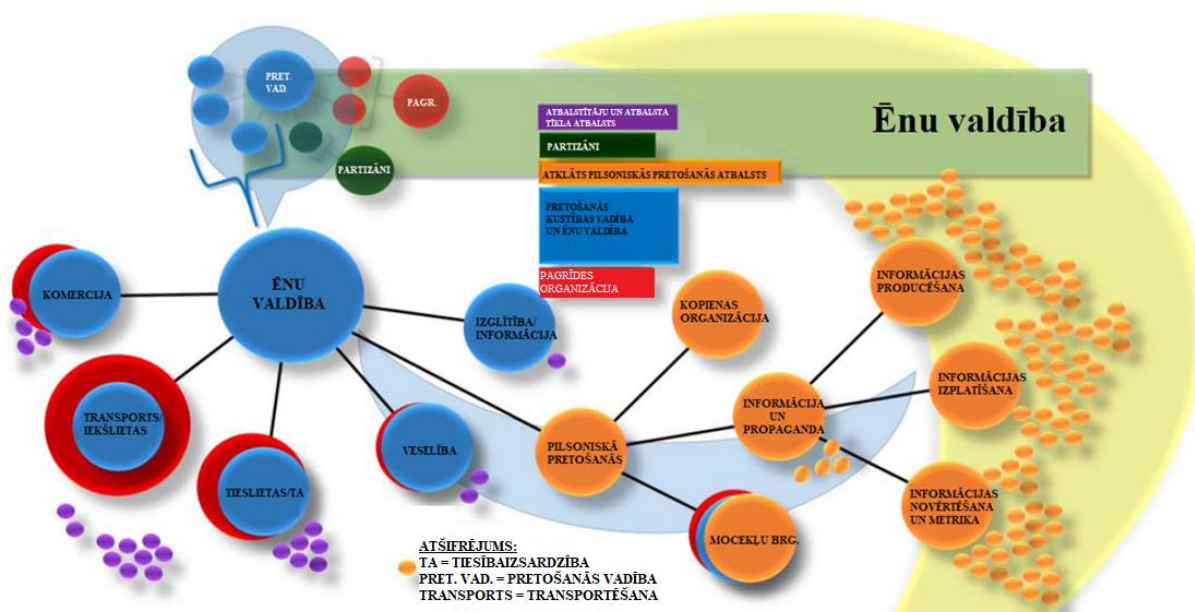 PRET.
VAD.
PAGR.
PARTIZĀNI
Ēnu valdība
ATBALSTĪTĀJU UN ATBALSTA
TĪKLA ATBALSTS
PARTIZĀNI
ATKLĀTS PILSONISKĀS PRETOŠANĀS ATBALSTS
PRETOŠANĀS
KUSTĪBAS VADĪBA
UN ĒNU VALDĪBA
PAGRĪDES
ORGANIZĀCIJA
KOMERCIJA
ĒNU
VALDĪBA
IZGLĪTĪBA/
INFORMĀCIJA
KOPIENAS
ORGANIZĀCIJA
INFORMĀCIJAS
PRODUCĒŠANA
TRANSPORTS/
IEKŠLIETAS
TIESLIETAS/TA
VESELĪBA
PILSONISKĀ
PRETOŠANĀS
INFORMĀCIJA
UN
PROPAGANDA
INFORMĀCIJAS
IZPLATĪŠANA
INFORMĀCIJAS
NOVĒRTĒŠANA
UN METRIKA
MOCEKĻU BRG.
ATŠIFRĒJUMS:
TA = TIESĪBAIZSARDZĪBA
PRET. VAD. = PRETOŠANĀS VADĪBA
TRANSPORTS = TRANSPORTĒŠANA